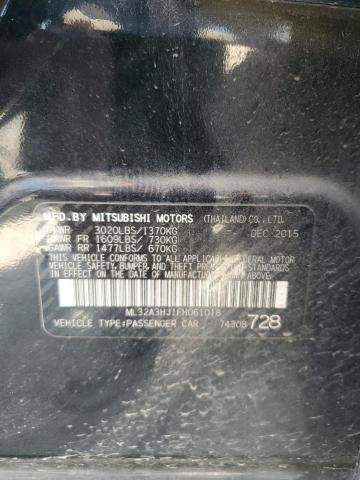 MFD.BY MITSUBISHI MOTORS (THAILAND) CO.,LTD.
GVWR 3020LBS/1370KG DEC 2015
GAWR FR 1609LBS/ 730KG
GAWR RR 1477LBS/ 670KG
THIS VEHICLE CONFORMS TO ALL APPLICABLE
FEDERAL MOTOR VEHICLE SAFETY, BUMPER, AND
THEFT PREVENTION STANDARDS IN EFFECT ON
THE DATE OF MANUFACTURE SHOWN ABOVE.
ML32A3HJ1FH061018
VEHICLE TYPE:PASSENGER CAR 74308 728